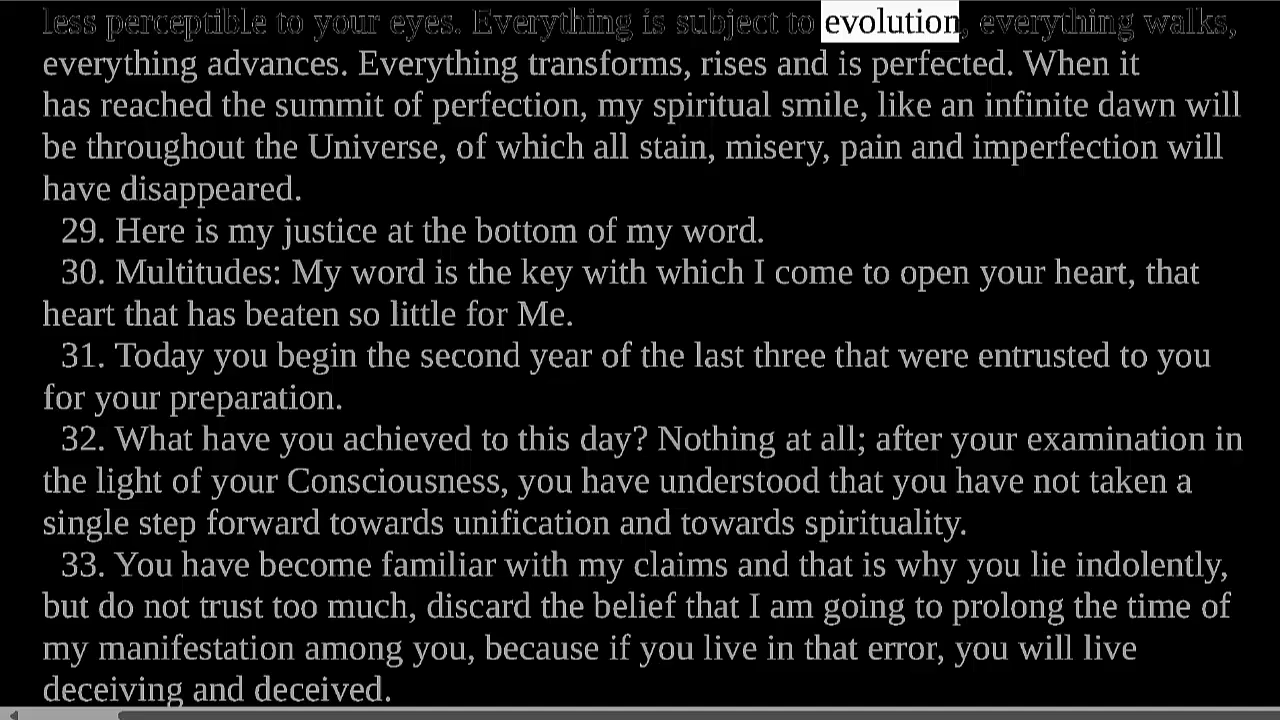 less perceptible to your eyes. Everything is subject to evolution, everything walks,
everything advances. Everything transforms, rises and is perfected. When it
has reached the summit of perfection, my spiritual smile, like an infinite dawn will
be throughout the Universe, of which all stain, misery, pain and imperfection will
have disappeared.
29. Here is my justice at the bottom of my word.
30. Multitudes: My word is the key with which I come to open your heart, that
heart that has beaten so little for Me.
31. Today you begin the second year of the last three that were entrusted to you
for your preparation.
32. What have you achieved to this day? Nothing at all; after your examination in
the light of your Consciousness, you have understood that you have not taken a
single step forward towards unification and towards spirituality.
33. You have become familiar with my claims and that is why you lie indolently,
but do not trust too much, discard the belief that I am going to prolong the time of
my manifestation among you, because if you live in that error, you will live
deceiving and deceived.